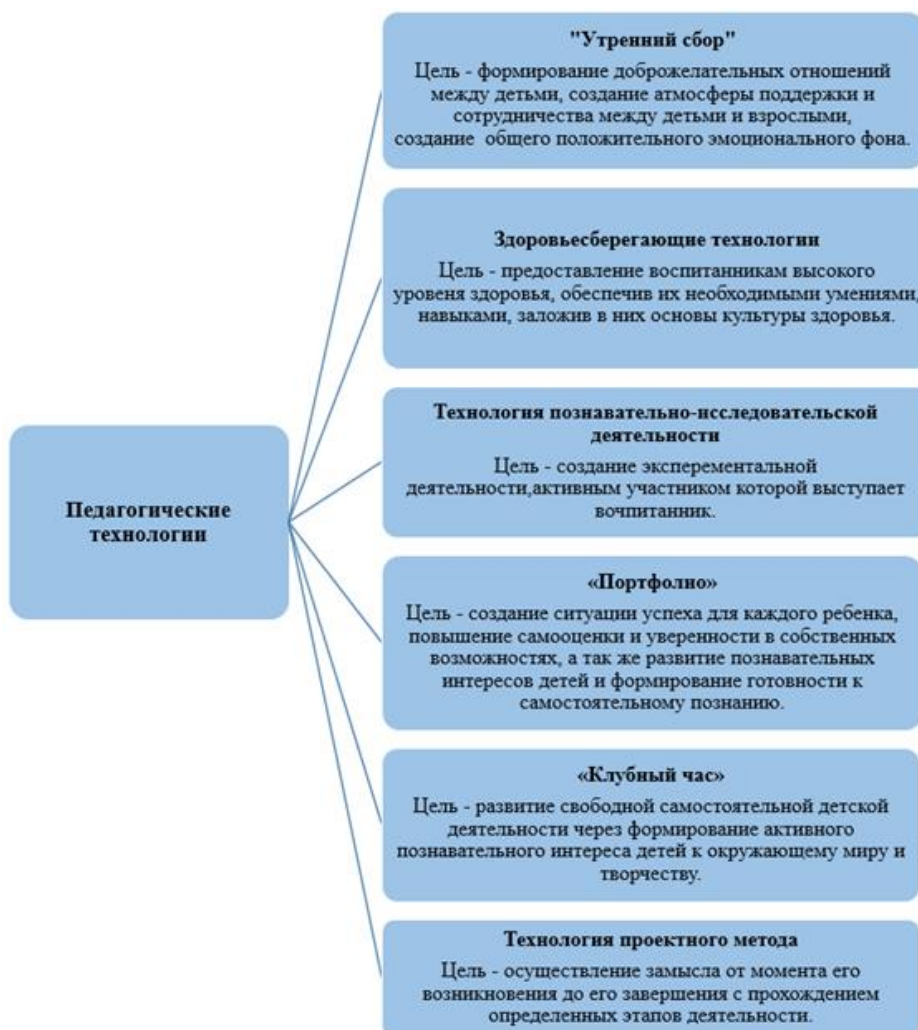 Педагогические
технологии
"Утренний сбор"
Цель - формирование доброжелательных отношений
между детьми, создание атмосферы поддержки и
сотрудничества между детьми и взрослыми,
создание общего положительного эмоционального фона.
Здоровьесберегающие технологии
Цель - предоставление воспитанникам высокого
уровеня здоровья, обеспечив их необходимыми умениями,
навыками, заложив в них основы культуры здоровья.
Технология познавательно-исследовательской
деятельности
Цель - создание эксперементальной
деятельности,активным участником которой выступает
вочпитанник.
«Портфолио»
Цель - создание ситуации успеха для каждого ребенка,
повышение самооценки и уверенности в собственных
возможностях, а так же развитие познавательных
интересов детей и формирование готовности к
самостоятельному познанию.
«Клубный час»
Цель - развитие свободной самостоятельной детской
деятельности через формирование активного
познавательного интереса детей к окружающему миру и
творчеству.
Технология проектного метода
Цель - осуществление замысла от момента его
возникновения до его завершения с прохождением
определенных этапов деятельности.